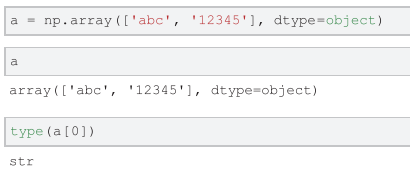 a = np.array(['abc', '12345'], dtype=object)
a
array(['abc', '12345'], dtype=object)
type(a[0])
str